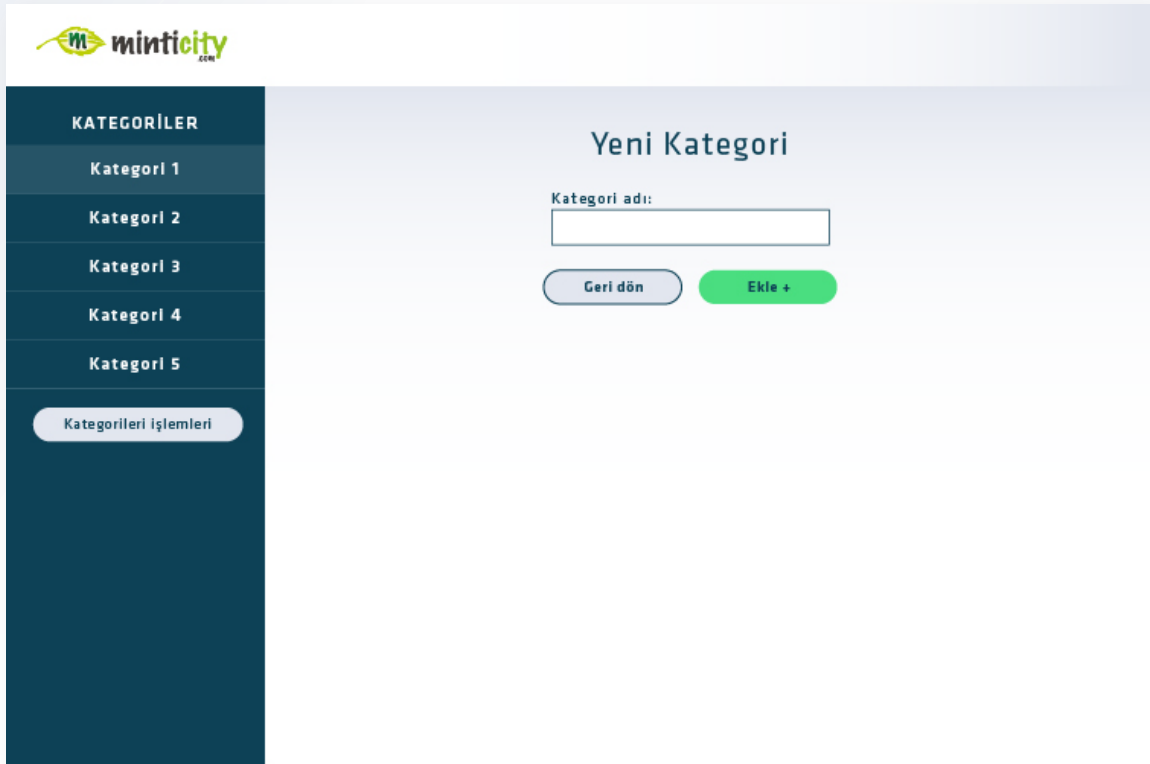 m minticity
.com
KATEGORİLER
Kategori 1
Kategori 2
Kategori 3
Kategori 4
Kategori 5
Kategorileri işlemleri
Yeni Kategori
Kategori adı:
Geri dön
Ekle +